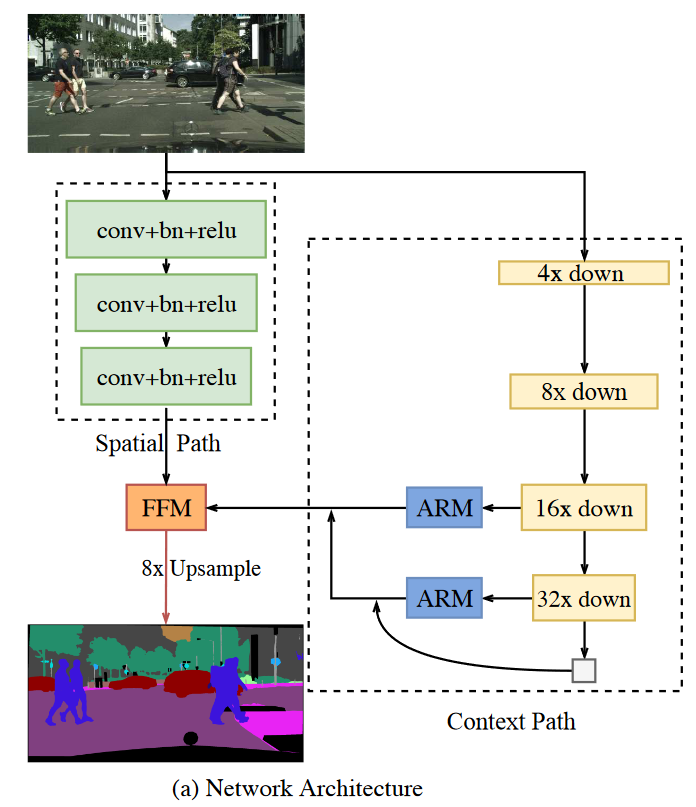 conv+bn+relu
conv+bn+relu
conv+bn+relu
Spatial Path
4x down
8x down
16x down
ARM
FFM
32x down
ARM
8x Upsample
Context Path
(a) Network Architecture